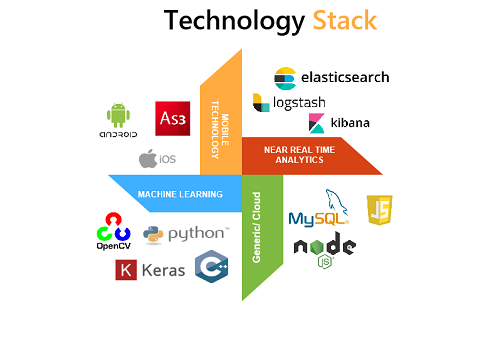 Technology Stack
elasticsearch
logstash
kibana
ANDROID
As3
iOS
MOBILE
TECHNOLOGY
NEAR REAL TIME
ANALYTICS
MACHINE LEARNING
Generic/ Cloud
OpenCV
python™
K Keras
C++
MySQL
JS
node
JS